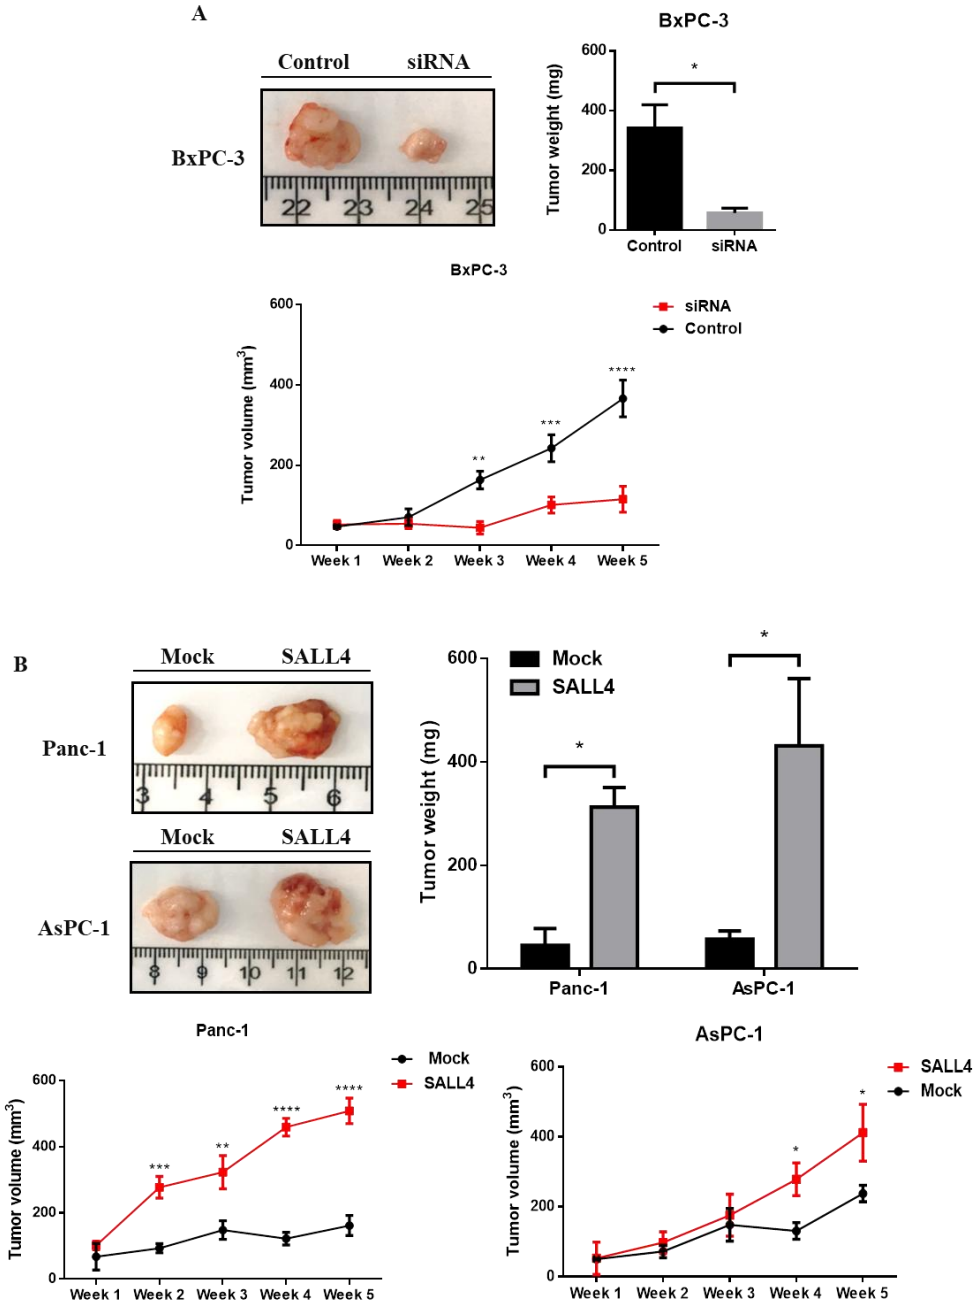 A
BxPC-3
Control siRNA
BxPC-3
22 23 24 25
Tumor weight (mg)
600
400
200
0
*
Control siRNA
BxPC-3
Tumor volume (mm³)
600
400
200
0
siRNA
Control
**
***
****
Week 1 Week 2 Week 3 Week 4 Week 5
B
Mock SALL4
Panc-1
3 4 5 6
Mock SALL4
AsPC-1
8 9 10 11 12
Tumor weight (mg)
600
400
200
0
Mock
SALL4
*
*
Panc-1 AsPC-1
Panc-1
Mock
SALL4
Tumor volume (mm³)
600
400
200
0
***
**
****
****
Week 1 Week 2 Week 3 Week 4 Week 5
AsPC-1
SALL4
Mock
Tumor volume (mm³)
600
400
200
0
*
*
Week 1 Week 2 Week 3 Week 4 Week 5